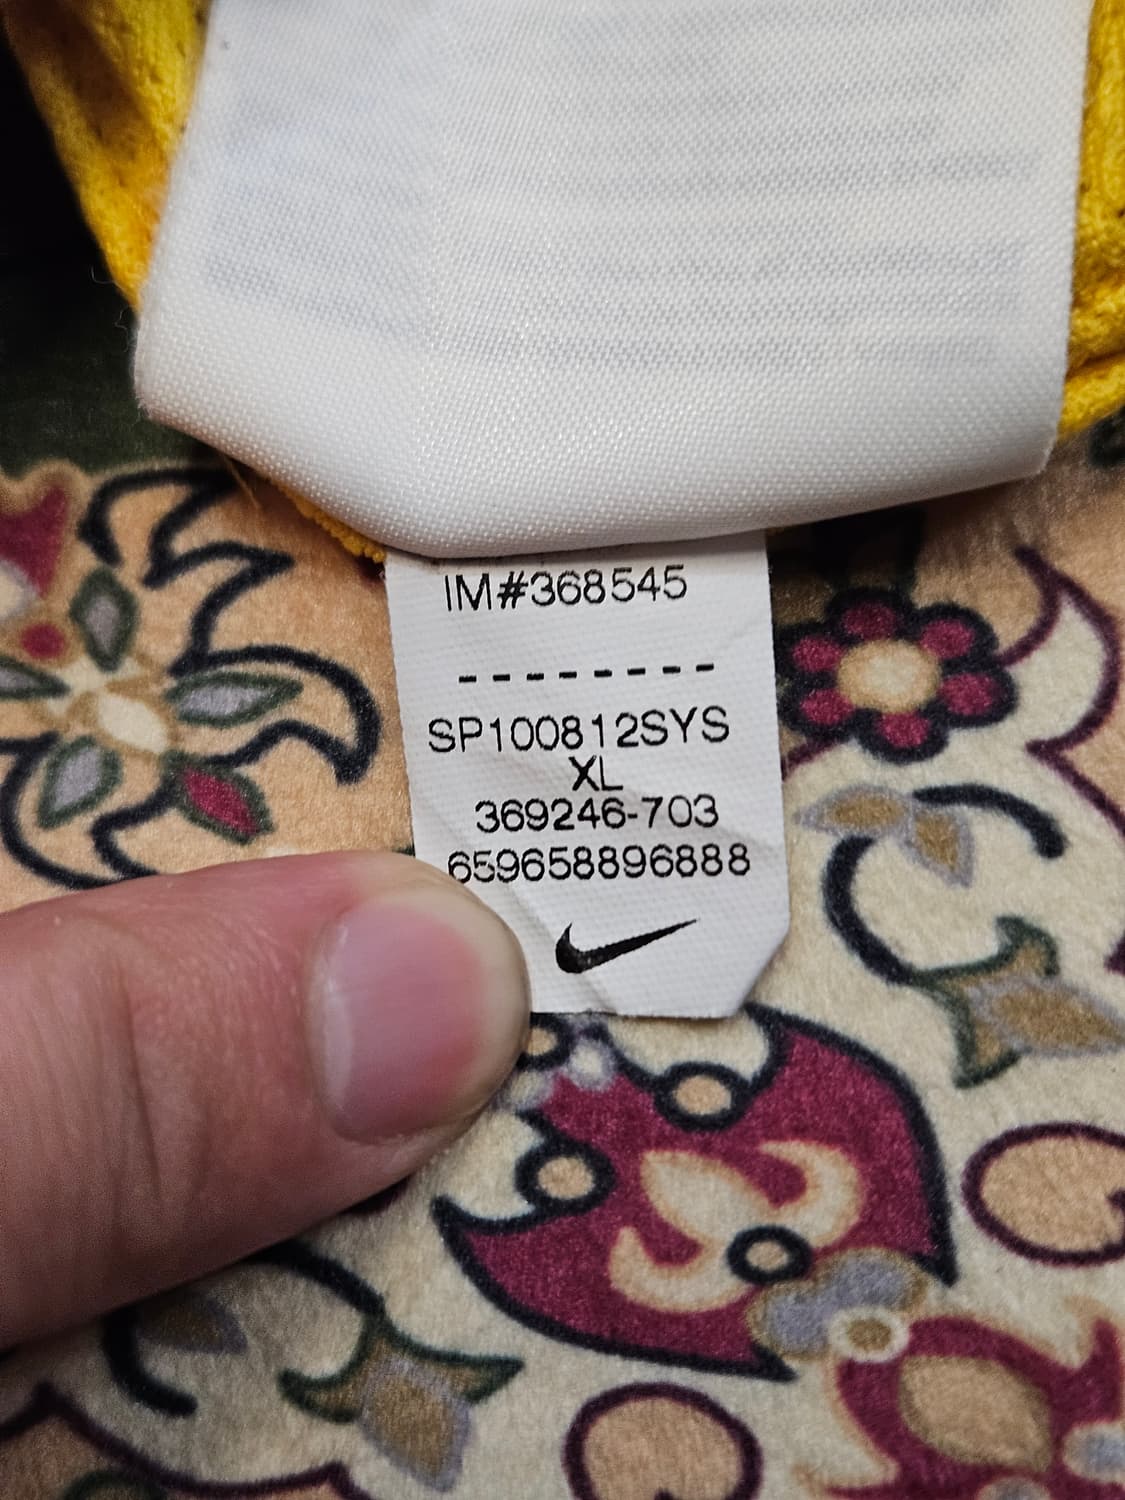 IM#368545
--------
SP100812SYS
XL
369246-703
659658896888